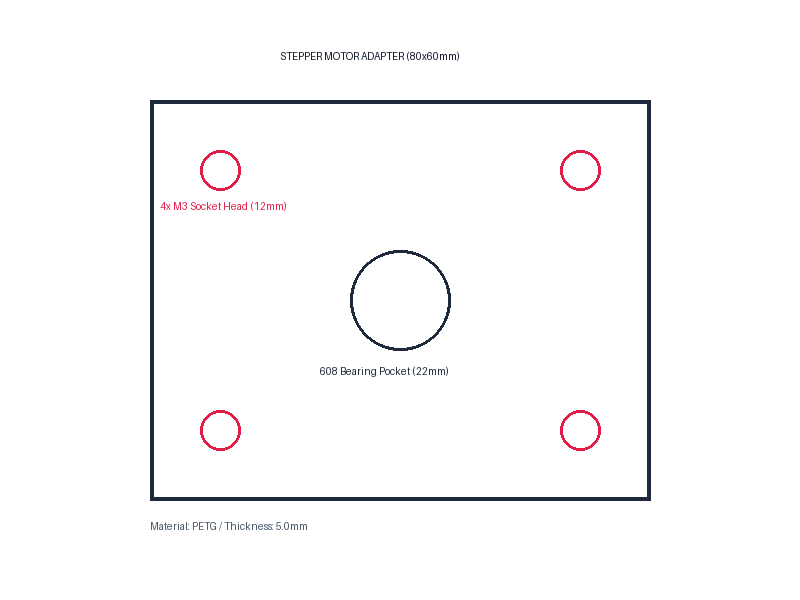 STEPPER MOTOR ADAPTER (80x60mm)
4x M3 Socket Head (12mm)
608 Bearing Pocket (22mm)
Material: PETG / Thickness: 5.0mm